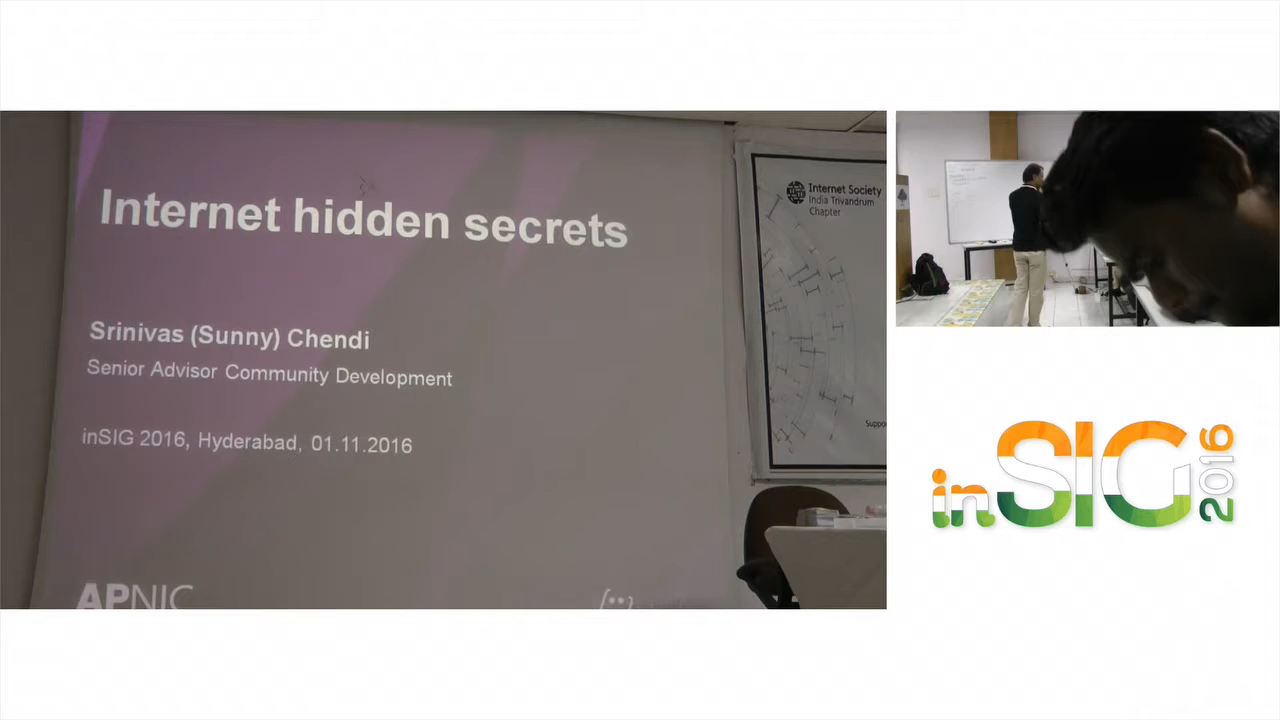 Internet hidden secrets
Srinivas (Sunny) Chendi
Senior Advisor Community Development
inSIG 2016, Hyderabad, 01.11.2016
APNIC
Internet Society
India Trivandrum
Chapter
inSIG 2016